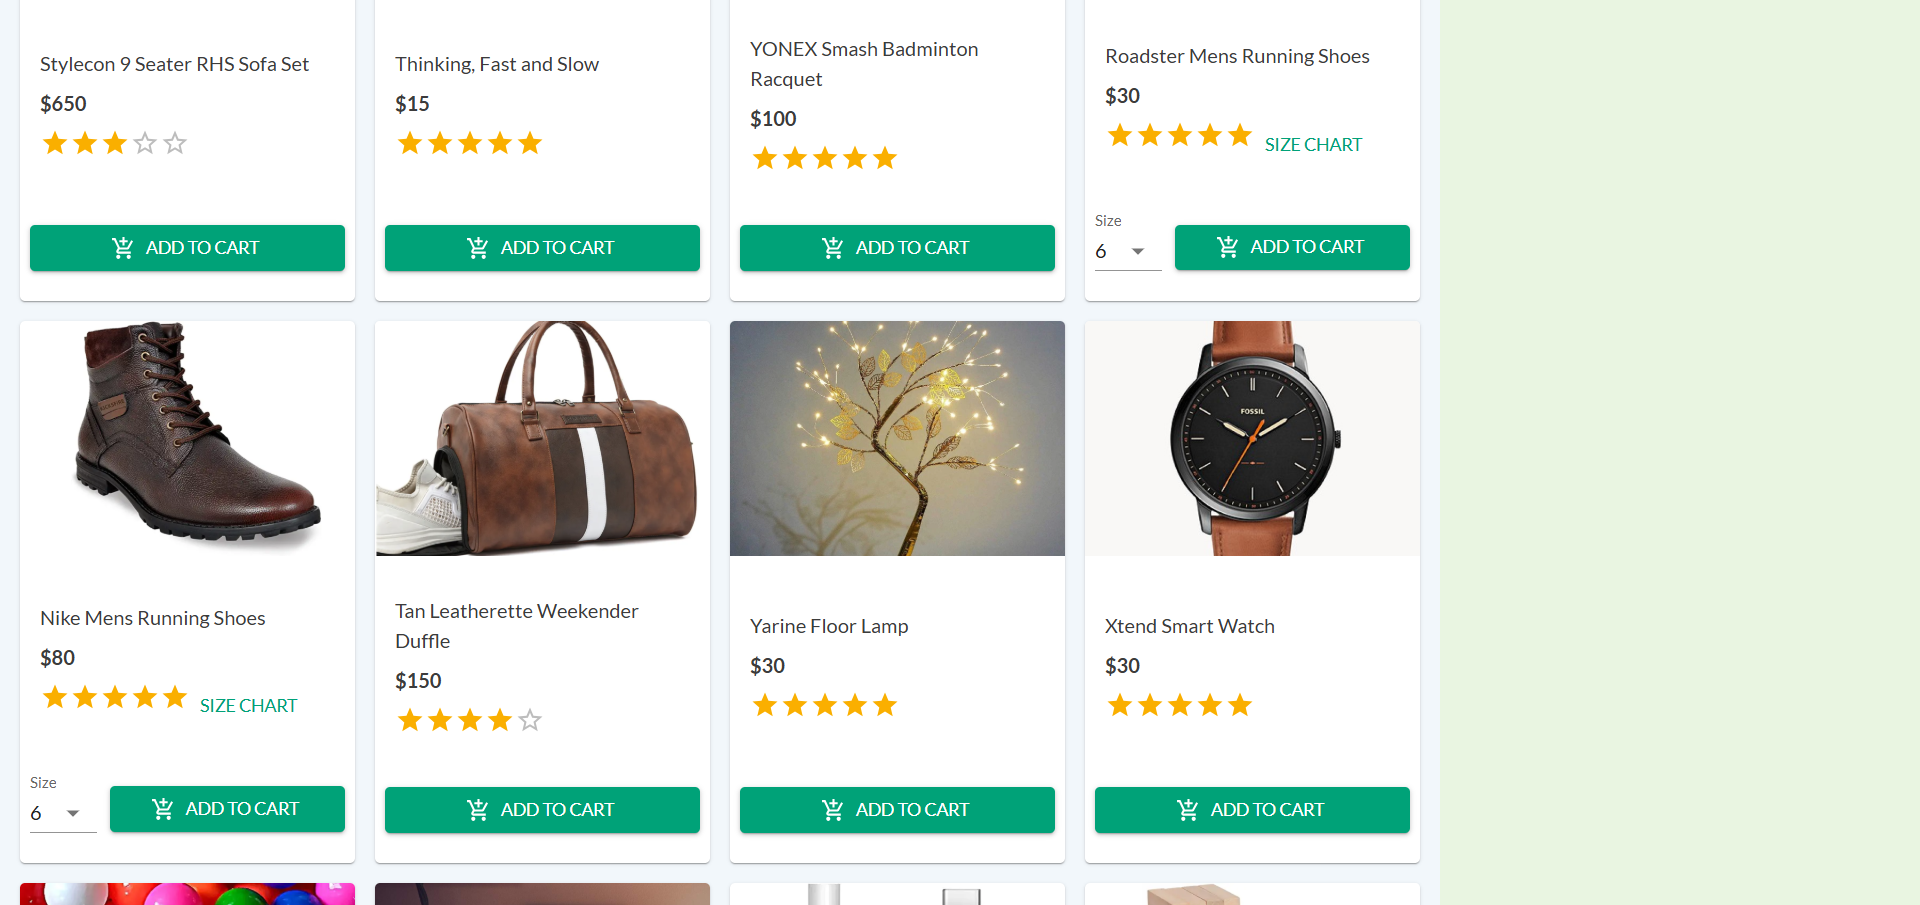 Stylecon 9 Seater RHS Sofa Set
$650
ADD TO CART
Thinking, Fast and Slow
$15
ADD TO CART
YONEX Smash Badminton
Racquet
$100
ADD TO CART
Roadster Mens Running Shoes
$30
SIZE CHART
Size
6
ADD TO CART
Nike Mens Running Shoes
$80
SIZE CHART
Size
6
ADD TO CART
Tan Leatherette Weekender
Duffle
$150
ADD TO CART
Yarine Floor Lamp
$30
ADD TO CART
FOSSIL
Xtend Smart Watch
$30
ADD TO CART